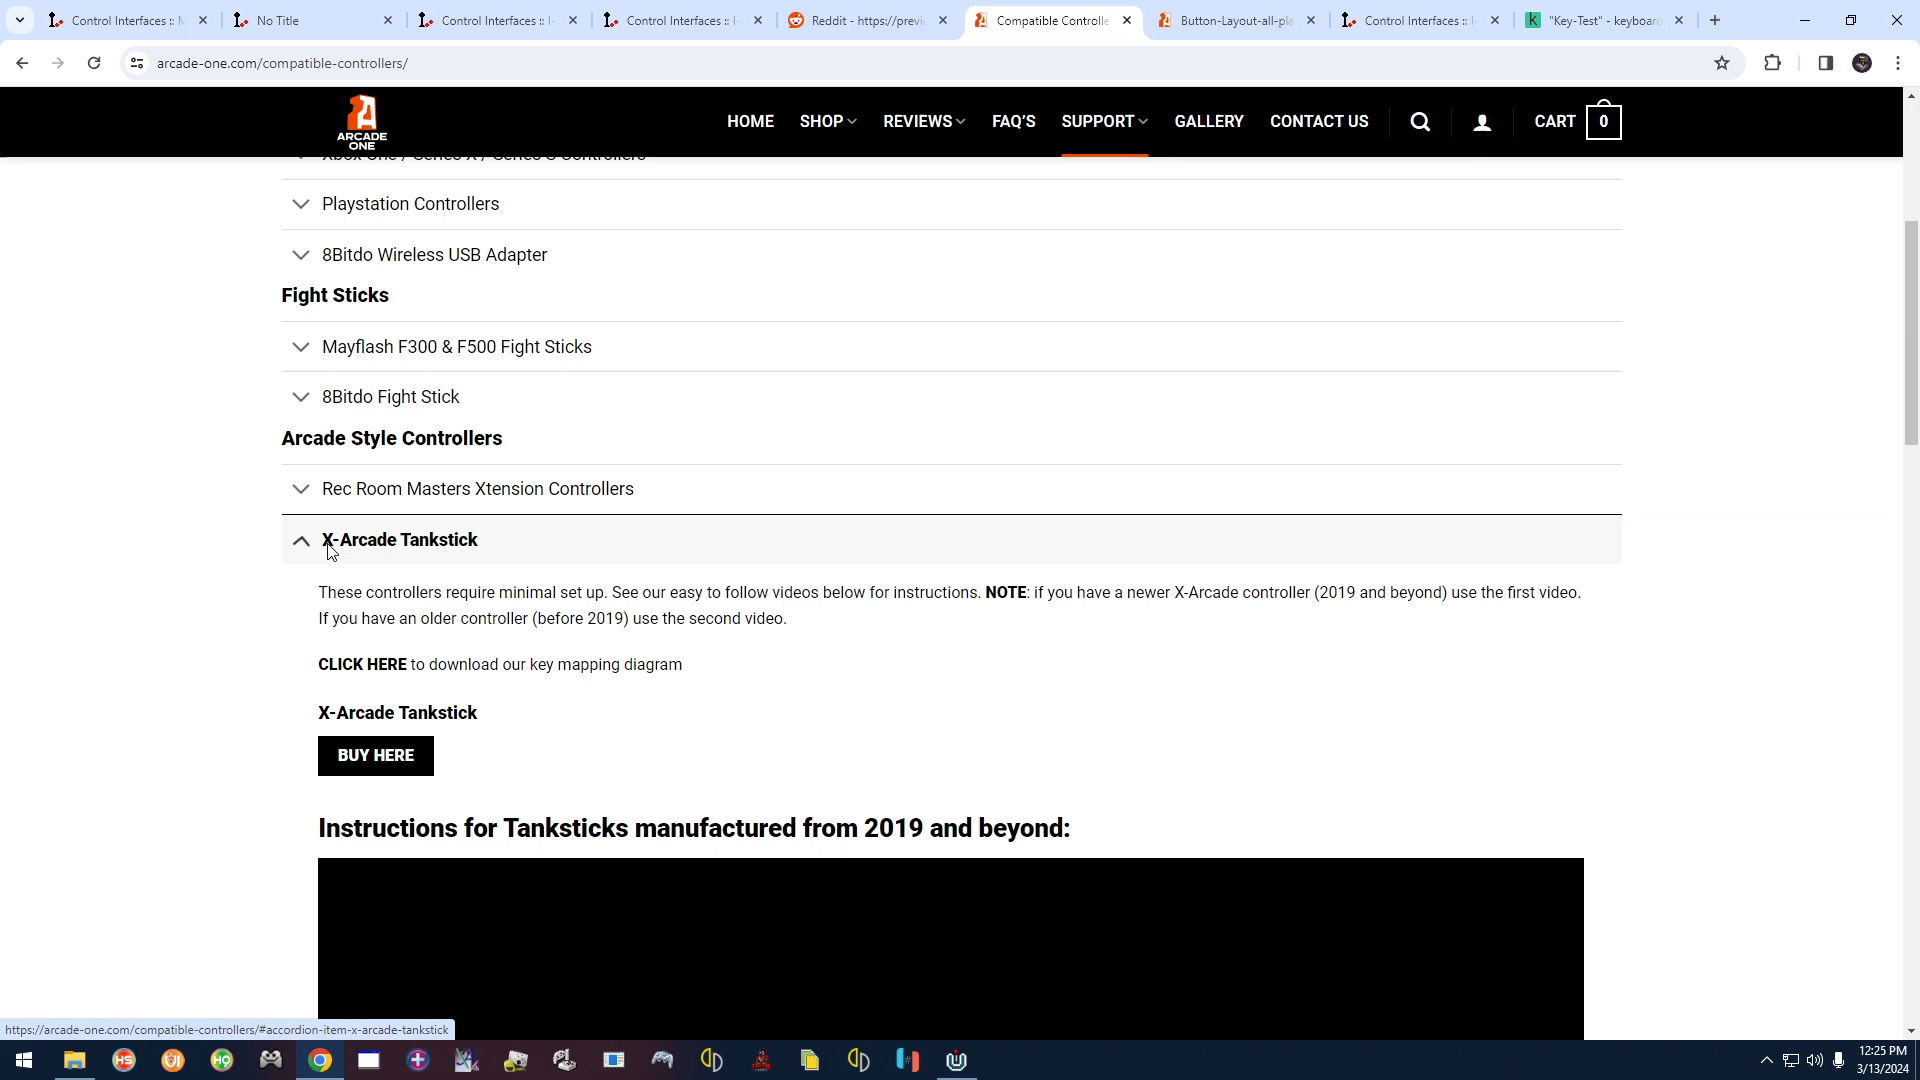 Control Interfaces :: M
No Title
Control Interfaces :: I-
Control Interfaces :: I-
Reddit - https://previe
Compatible Controlle
Button-Layout-all-pla
Control Interfaces :: I-
"Key-Test" - keyboard
arcade-one.com/compatible-controllers/
ARCADE
ONE
HOME SHOP REVIEWS FAQ'S SUPPORT GALLERY CONTACT US CART 0
Xbox One / Series X / Series S Controllers
Playstation Controllers
8Bitdo Wireless USB Adapter
Fight Sticks
Mayflash F300 & F500 Fight Sticks
8Bitdo Fight Stick
Arcade Style Controllers
Rec Room Masters Xtension Controllers
X-Arcade Tankstick
These controllers require minimal set up. See our easy to follow videos below for instructions. NOTE: if you have a newer X-Arcade controller (2019 and beyond) use the first video.
If you have an older controller (before 2019) use the second video.
CLICK HERE to download our key mapping diagram
X-Arcade Tankstick
BUY HERE
Instructions for Tanksticks manufactured from 2019 and beyond:
https://arcade-one.com/compatible-controllers/#accordion-item-x-arcade-tankstick
12:25 PM
3/13/2024